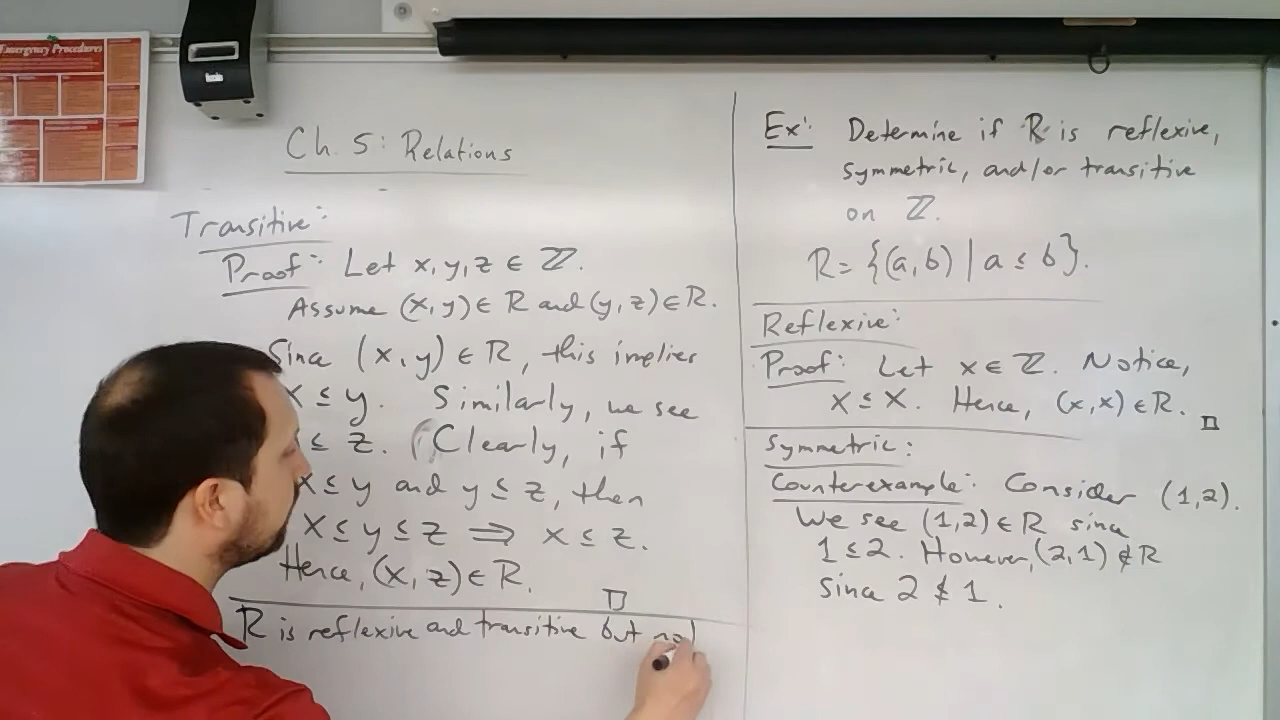 Emergency Procedures
Ch. 5: Relations
Transitive:
Proof: Let x, y, z ∈ ℤ.
Assume (x, y) ∈ R and (y, z) ∈ R.
Since (x, y) ∈ R, this implies
x ≤ y. Similarly, we see
≤ z. Clearly, if
x ≤ y and y ≤ z, then
x ≤ y ≤ z ⟹ x ≤ z.
Hence, (x, z) ∈ R.
□
R is reflexive and transitive but not
Ex: Determine if R is reflexive,
symmetric, and/or transitive
on ℤ.
R = {(a, b) | a ≤ b}.
Reflexive:
Proof: Let x ∈ ℤ. Notice,
x ≤ x. Hence, (x, x) ∈ R. □
Symmetric:
Counterexample: Consider (1,2).
We see (1,2) ∈ R since
1 ≤ 2. However, (2,1) ∉ R
since 2 ≰ 1.